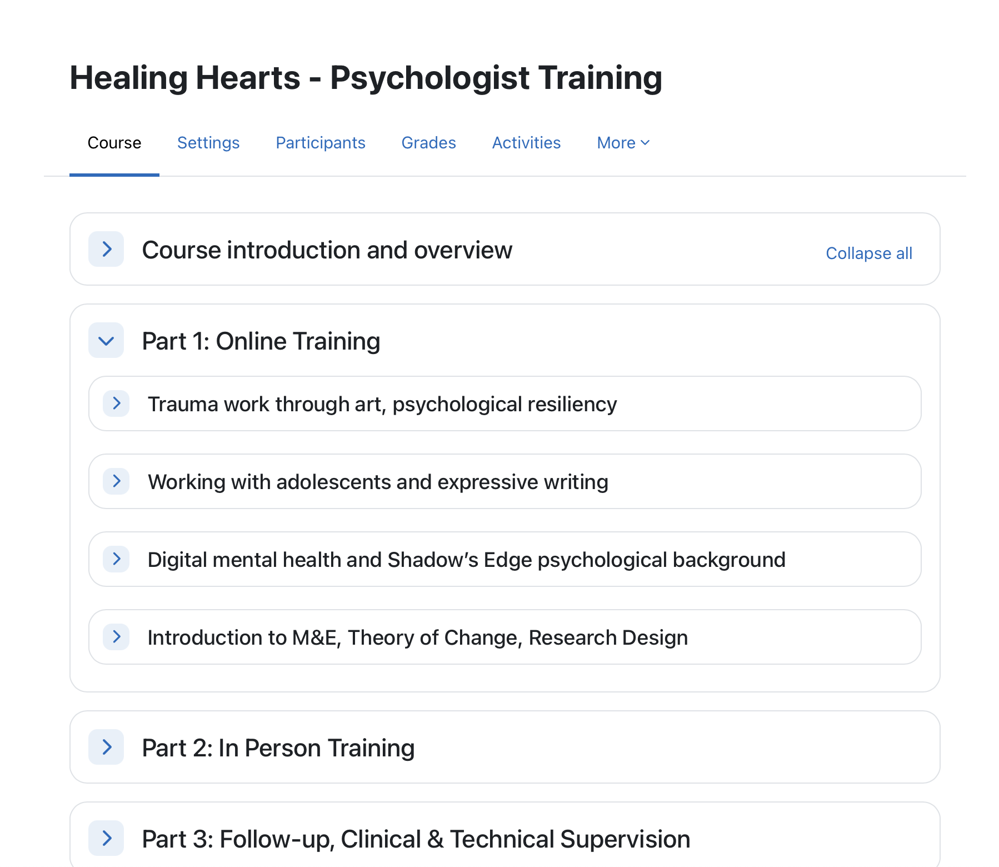 Healing Hearts - Psychologist Training
Course Settings Participants Grades Activities More
Course introduction and overview
Collapse all
Part 1: Online Training
Trauma work through art, psychological resiliency
Working with adolescents and expressive writing
Digital mental health and Shadow’s Edge psychological background
Introduction to M&E, Theory of Change, Research Design
Part 2: In Person Training
Part 3: Follow-up, Clinical & Technical Supervision